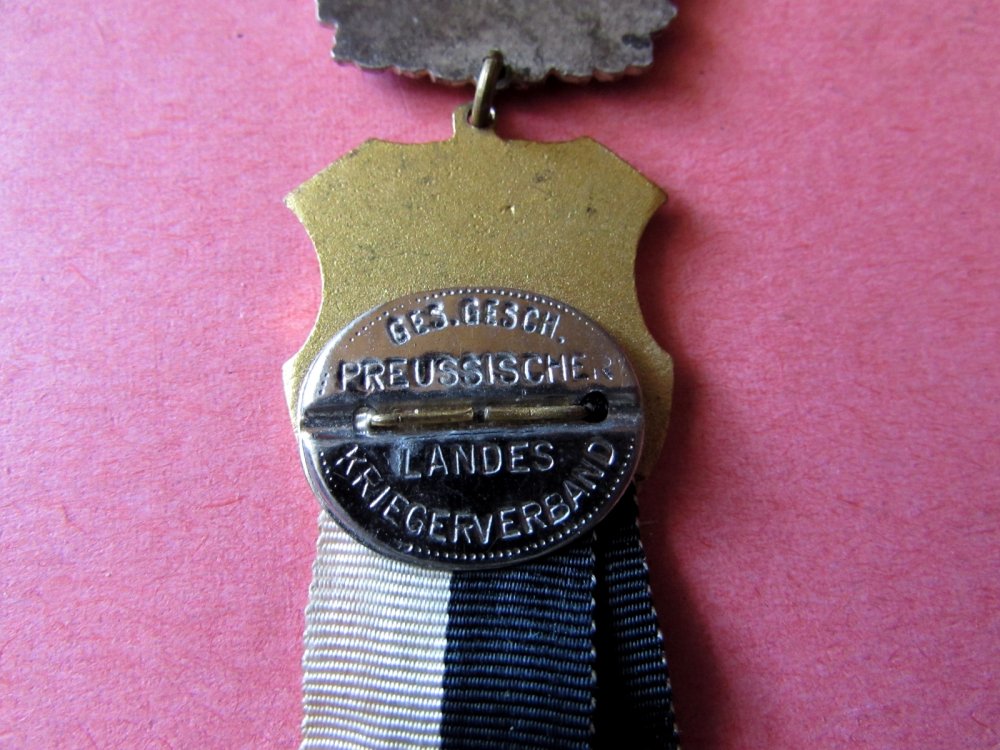 GES. GESCH.
PREUSSISCHER
LANDES
KRIEGERVERBAND